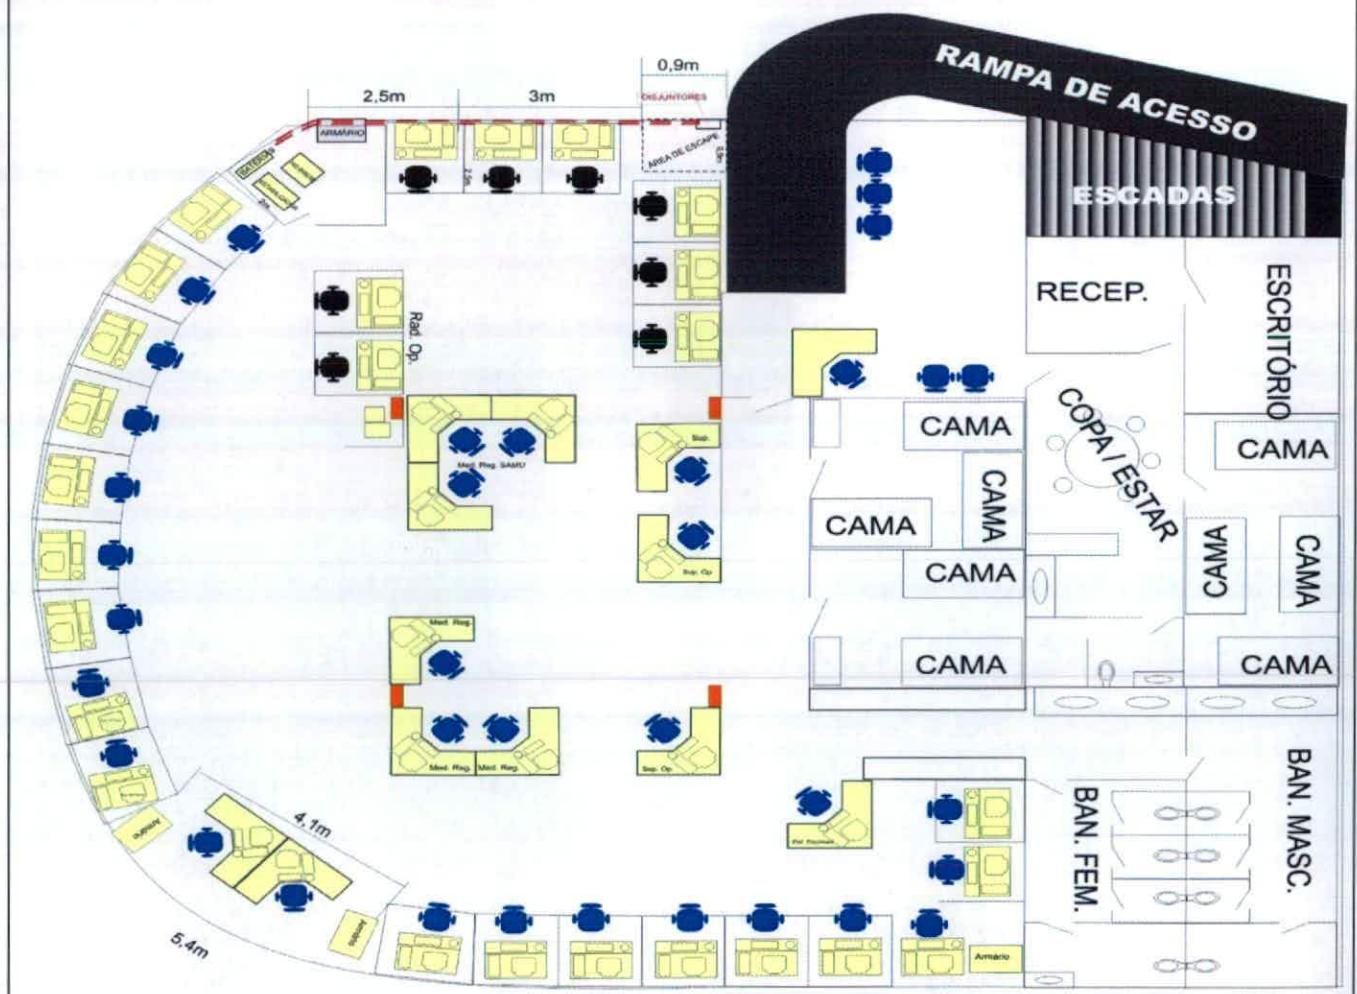 RAMPA DE ACESSO
0,9m
2,5m
3m
DISJUNTORES
ARMÁRIO
ÁREA DE ESCAPE
ESCADAS
RECEP.
ESCRITÓRIO
Rad. Op.
COPA / ESTAR
CAMA
CAMA
Sup.
Med. Reg. SAMU
CAMA
CAMA
CAMA
CAMA
CAMA
Sup. Op
Med. Reg.
CAMA
CAMA
Med. Reg.
Med. Reg.
Sup. Op
BAN. FEM.
BAN. MASC.
4,1m
Armário
5,4m
Armário
Armário